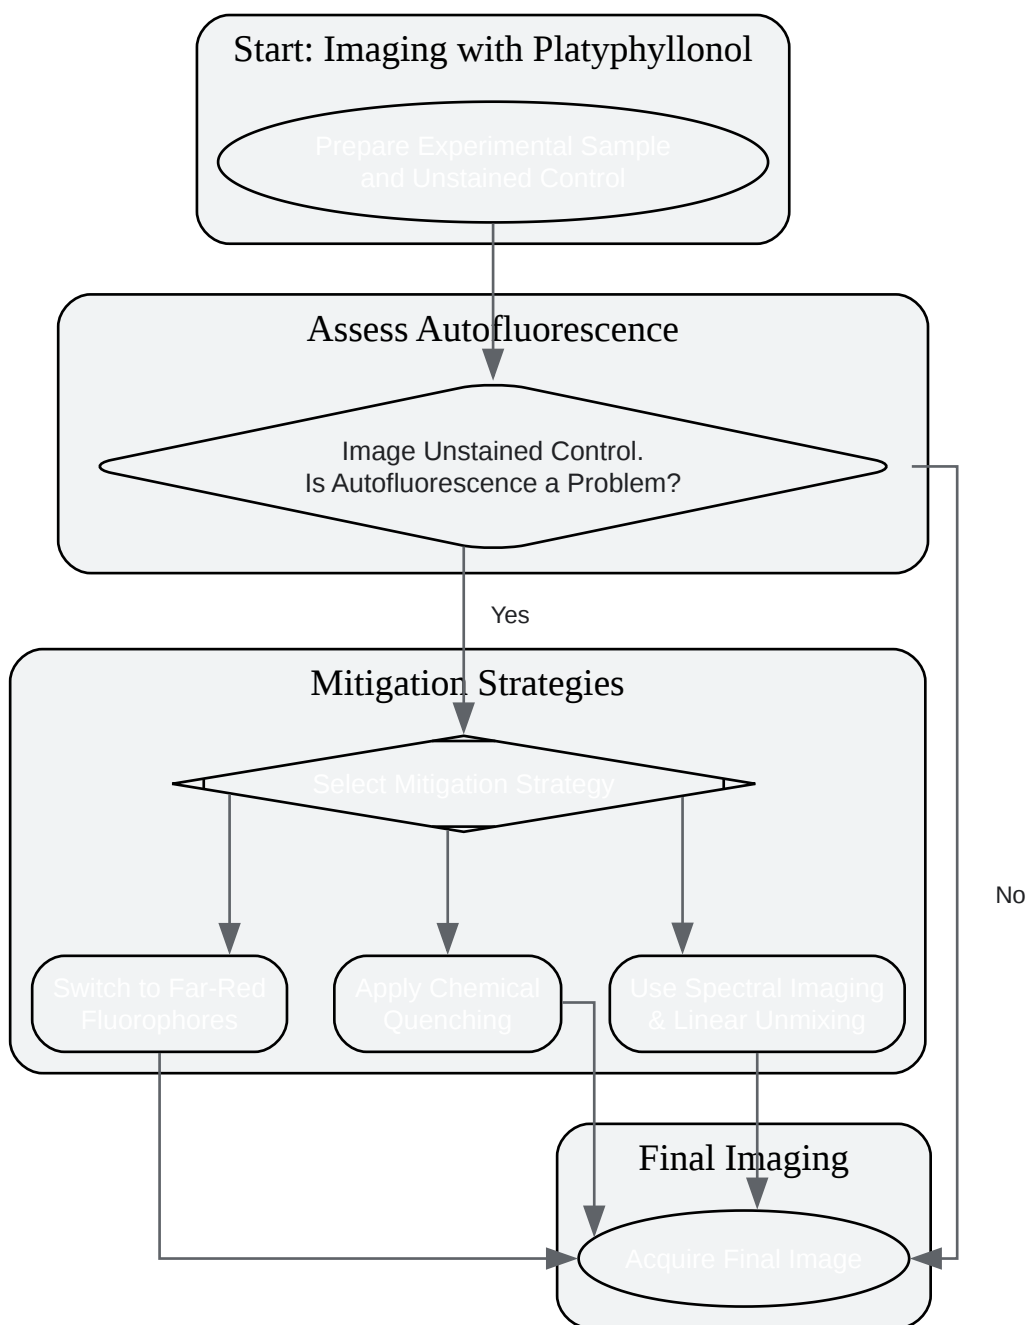 Start: Imaging with Platyphyllonol
Prepare Experimental Sample
and Unstained Control
Assess Autofluorescence
Image Unstained Control.
Is Autofluorescence a Problem?
Yes
Mitigation Strategies
Select Mitigation Strategy
No
Switch to Far-Red
Fluorophores
Apply Chemical
Quenching
Use Spectral Imaging
& Linear Unmixing
Final Imaging
Acquire Final Image